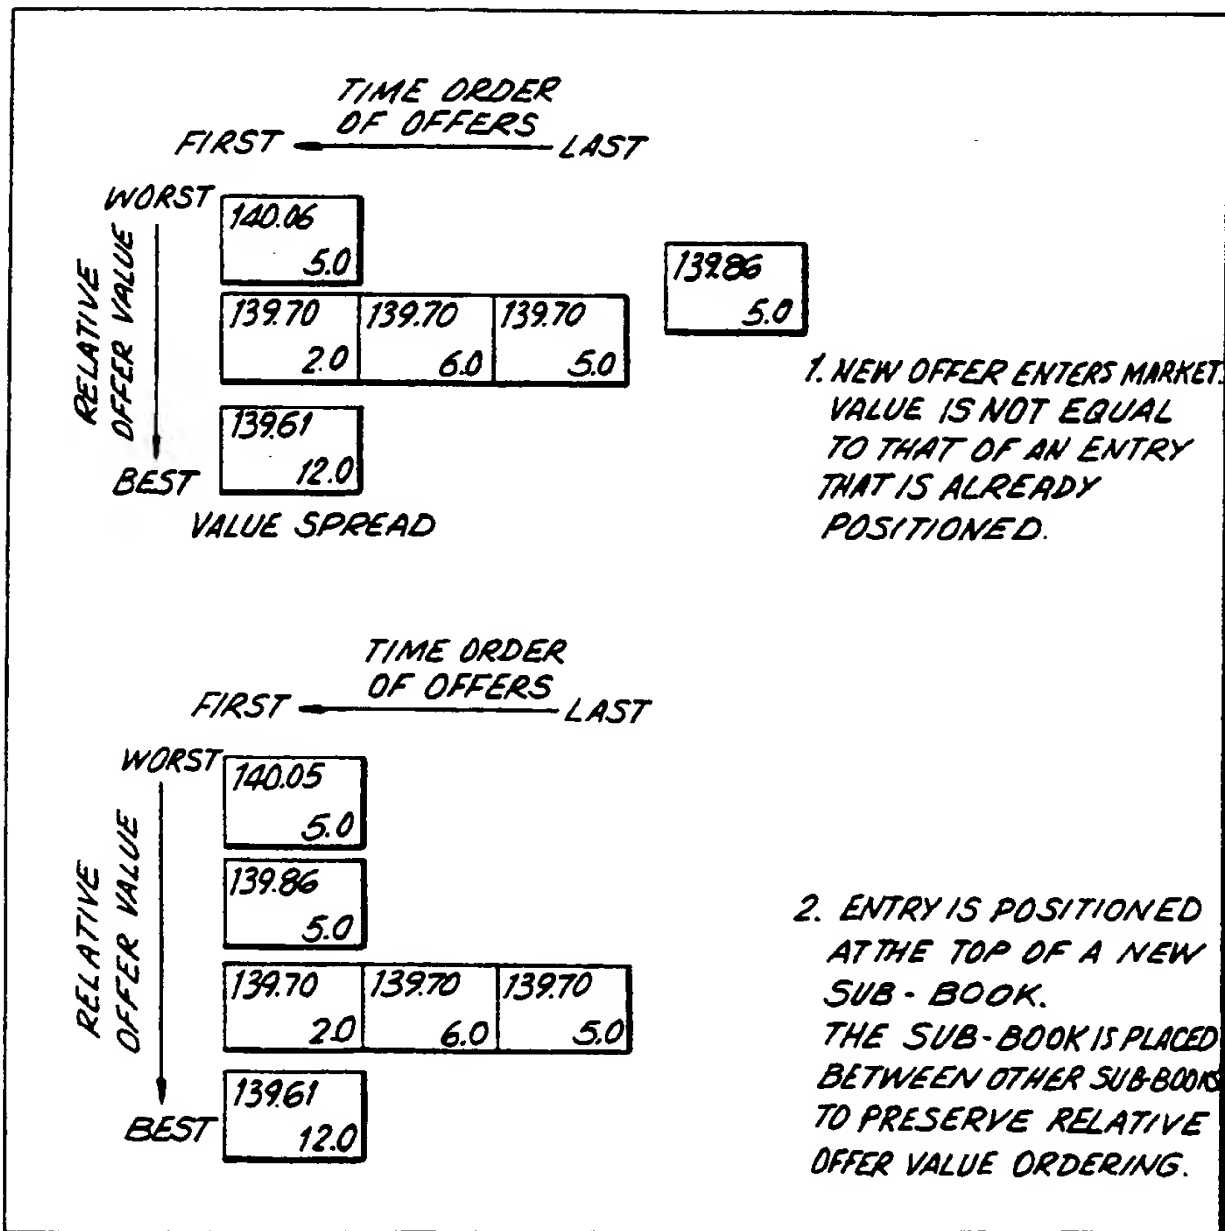 TIME ORDER
OF OFFERS
FIRST LAST
WORST
RELATIVE
OFFER VALUE
140.06
5.0
139.86
5.0
139.70 139.70 139.70
2.0 6.0 5.0
1. NEW OFFER ENTERS MARKET.
VALUE IS NOT EQUAL
TO THAT OF AN ENTRY
THAT IS ALREADY
POSITIONED.
139.61
12.0
BEST
VALUE SPREAD
TIME ORDER
OF OFFERS
FIRST LAST
WORST
RELATIVE
OFFER VALUE
140.05
5.0
139.86
5.0
139.70 139.70 139.70
2.0 6.0 5.0
139.61
12.0
BEST
2. ENTRY IS POSITIONED
AT THE TOP OF A NEW
SUB-BOOK.
THE SUB-BOOK IS PLACED
BETWEEN OTHER SUB-BOOKS
TO PRESERVE RELATIVE
OFFER VALUE ORDERING.